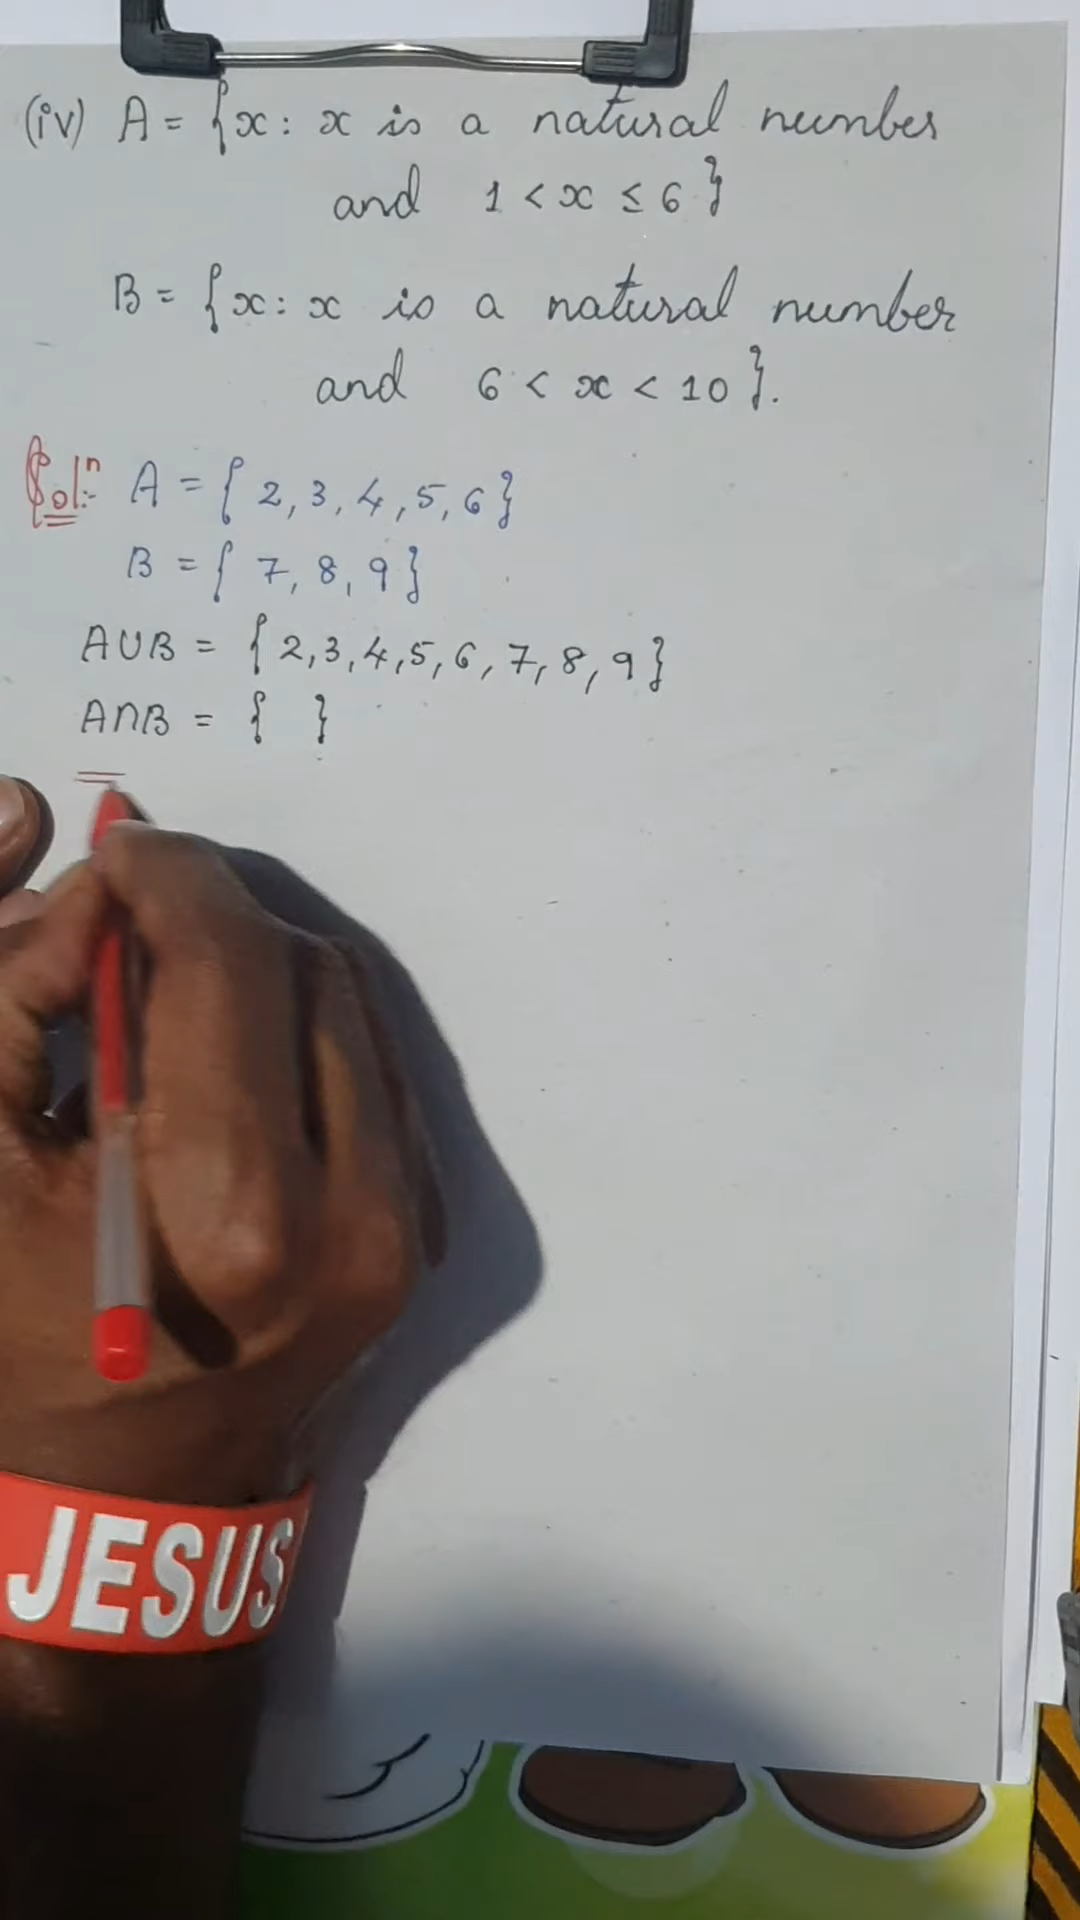 (iv) A = {x : x is a natural number
and 1 < x ≤ 6 }
B = {x : x is a natural number
and 6 < x < 10 }.
Solⁿ:- A = { 2, 3, 4, 5, 6 }
B = { 7, 8, 9 }
A∪B = { 2, 3, 4, 5, 6, 7, 8, 9 }
A∩B = { }
JESUS